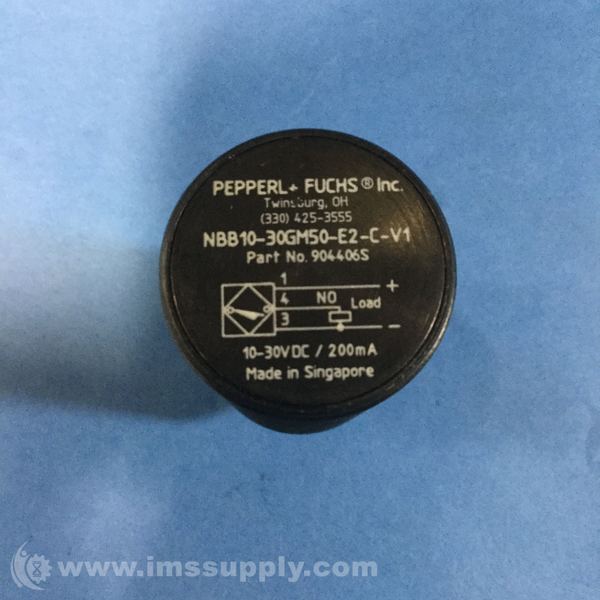 PEPPERL+ FUCHS® Inc.
Twinsburg, OH
(330) 425-3555
NBB10-30GM50-E2-C-V1
Part No. 904406S
1 +
4 NO Load
3 -
10-30VDC / 200mA
Made in Singapore
www.imssupply.com